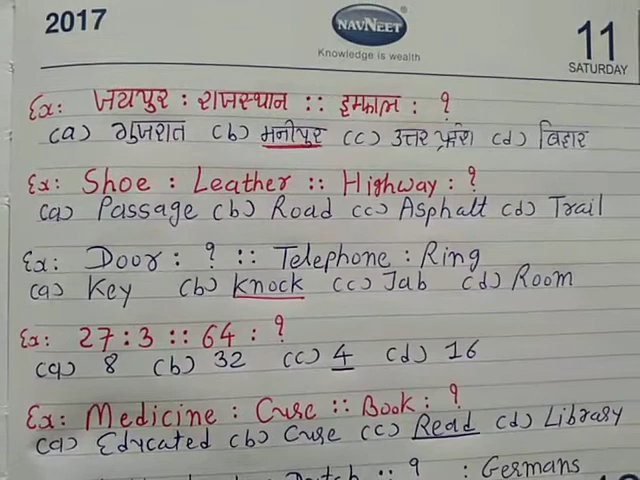 2017
NAVNEET
Knowledge is wealth
11
SATURDAY
Ex: जयपुर : राजस्थान :: इम्फाल : ?
(a) गुजरात (b) मनीपुर (c) उत्तर प्रदेश (d) बिहार
Ex: Shoe : Leather :: Highway : ?
(a) Passage (b) Road (c) Asphalt (d) Trail
Ex: Door : ? :: Telephone : Ring
(a) Key (b) Knock (c) Jab (d) Room
Ex: 27 : 3 :: 64 : ?
(a) 8 (b) 32 (c) 4 (d) 16
Ex: Medicine : Cure :: Book : ?
(a) Educated (b) Cure (c) Read (d) Library
:: ? : Germans